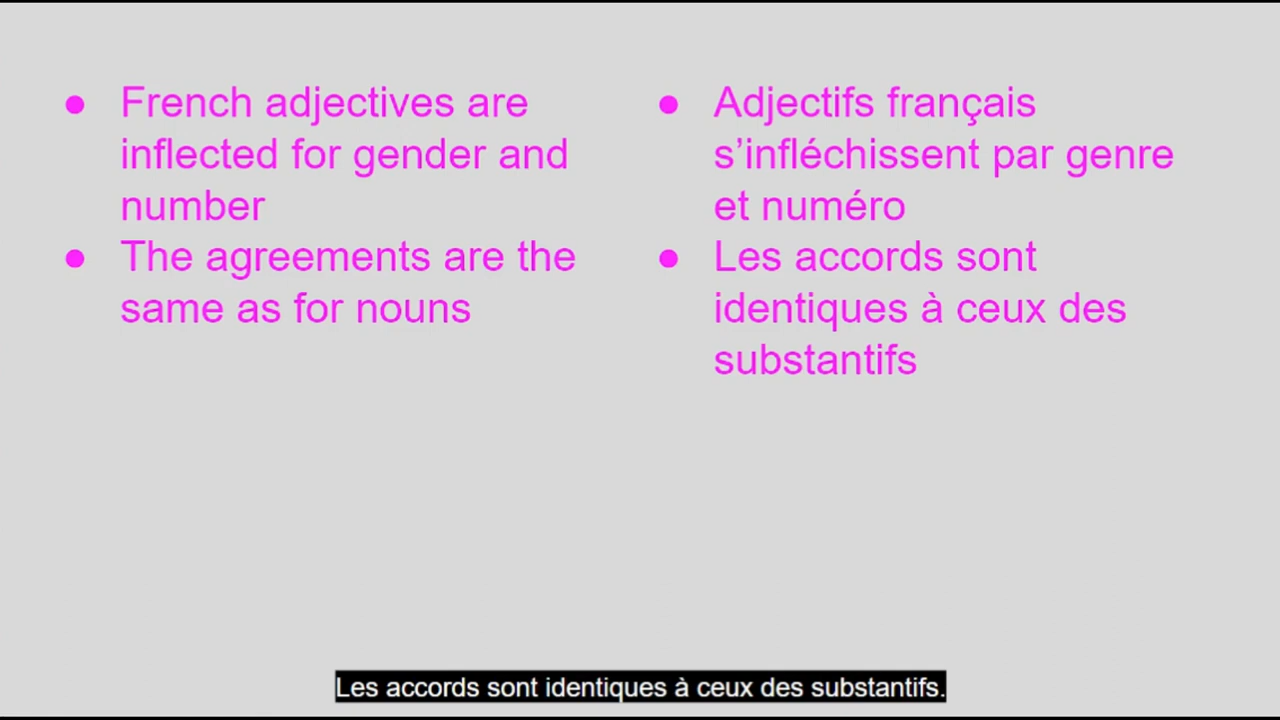 ● French adjectives are
inflected for gender and
number
● The agreements are the
same as for nouns
● Adjectifs français
s’infléchissent par genre
et numéro
● Les accords sont
identiques à ceux des
substantifs
Les accords sont identiques à ceux des substantifs.